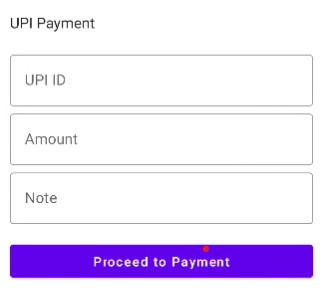 UPI Payment
UPI ID
Amount
Note
Proceed to Payment